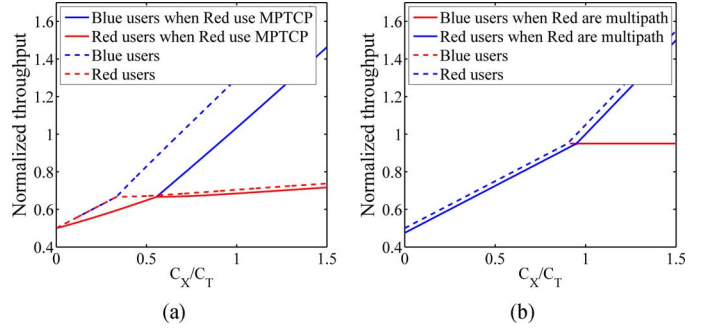 Blue users when Red use MPTCP
Red users when Red use MPTCP
Blue users
Red users
Normalized throughput
1.6
1.4
1.2
1
0.8
0.6
0.4
0
0.5
1
1.5
C_X/C_T
(a)
Blue users when Red are multipath
Red users when Red are multipath
Blue users
Red users
Normalized throughput
1.6
1.4
1.2
1
0.8
0.6
0.4
0
0.5
1
1.5
C_X/C_T
(b)